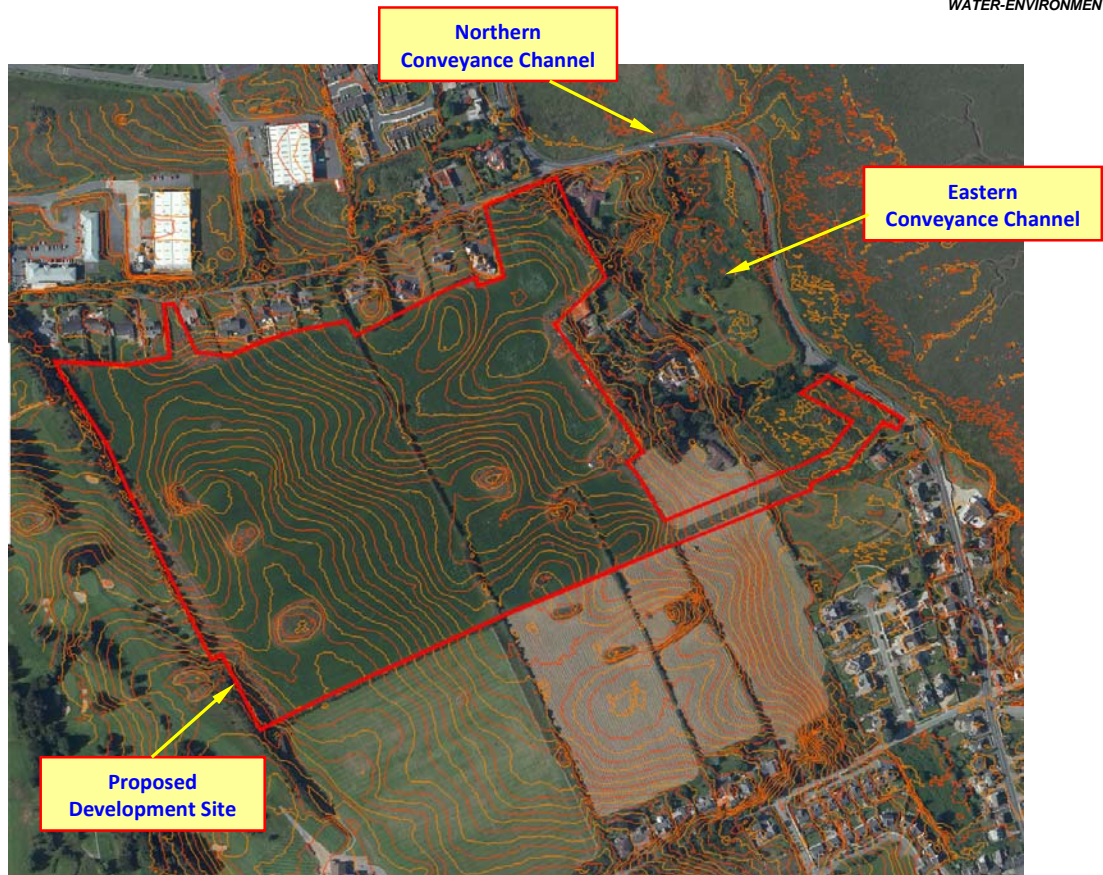 WATER-ENVIRONMEN
Northern
Conveyance Channel
Eastern
Conveyance Channel
Proposed
Development Site